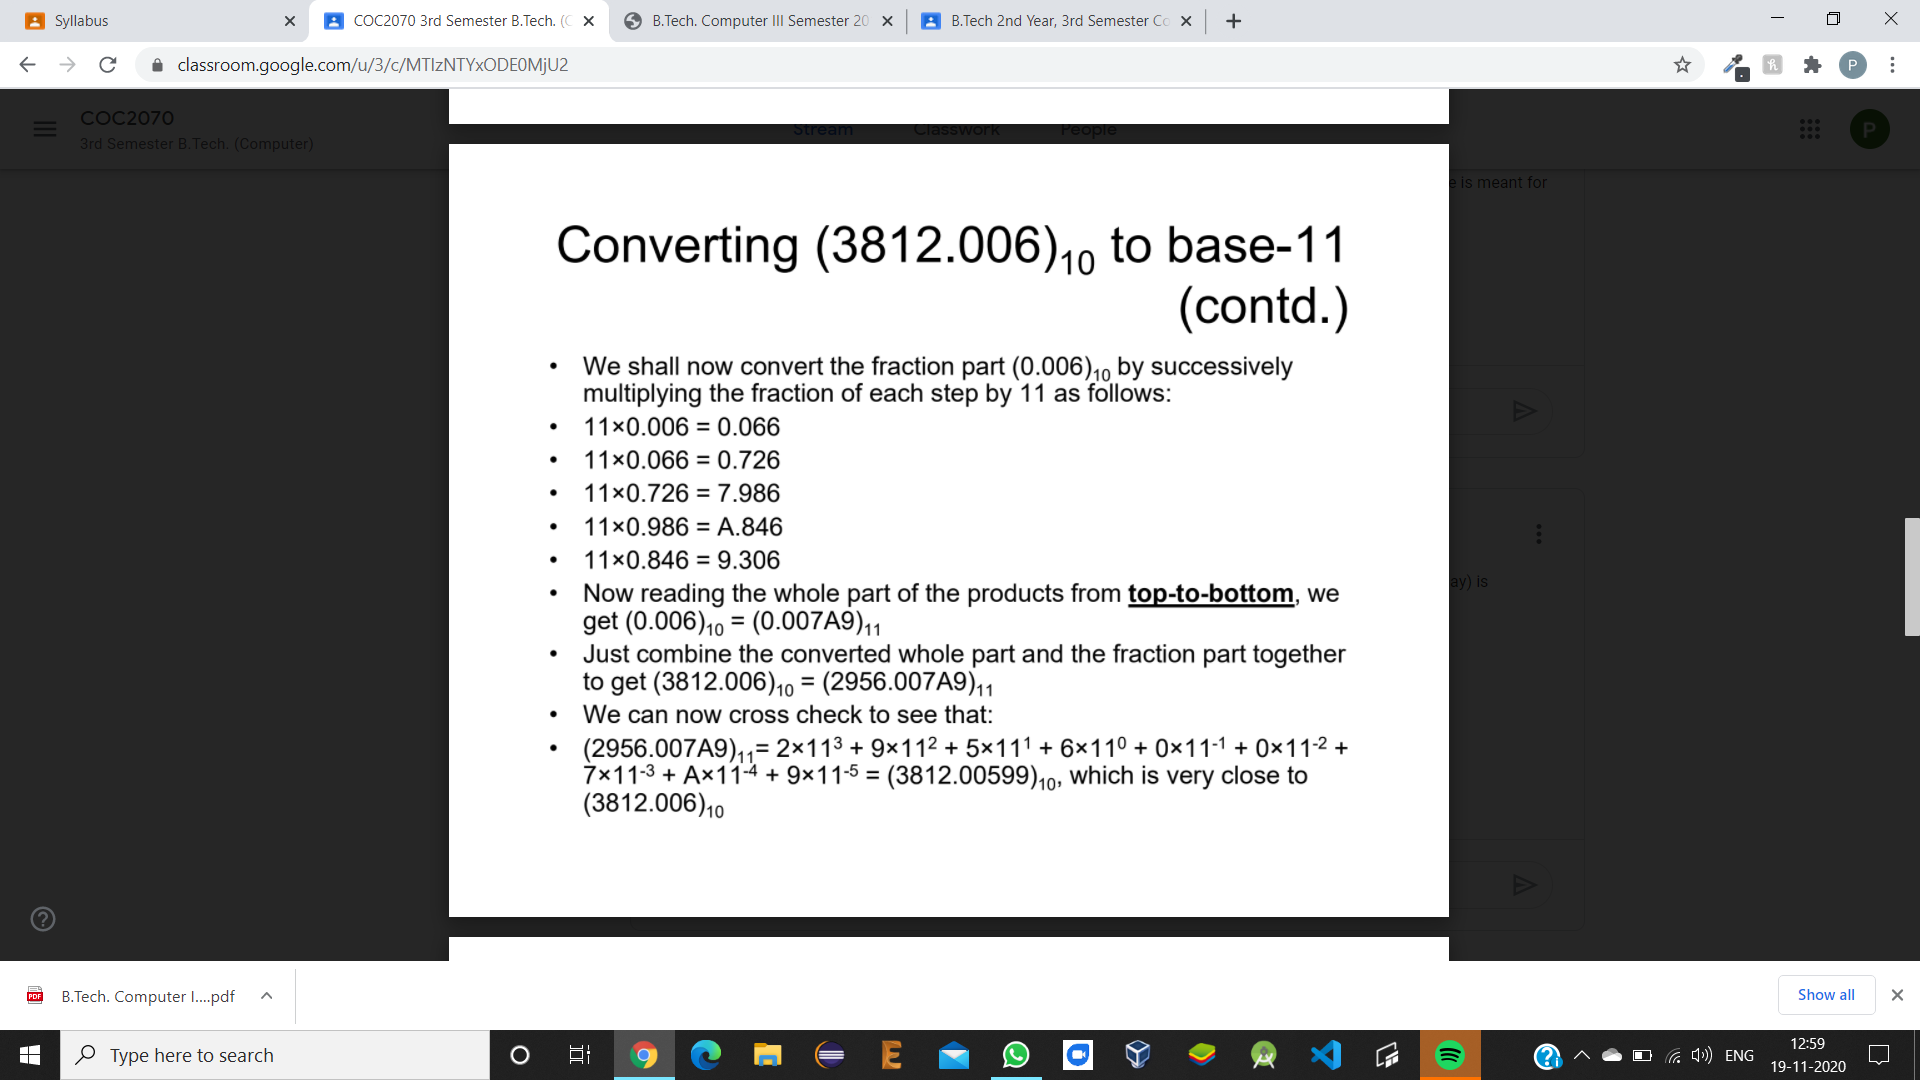 Syllabus
COC2070 3rd Semester B.Tech. (C
B.Tech. Computer III Semester 20
B.Tech 2nd Year, 3rd Semester Co
classroom.google.com/u/3/c/MTIzNTYxODE0MjU2
P
COC2070
3rd Semester B.Tech. (Computer)
Stream Classwork People
P
e is meant for
Converting (3812.006)₁₀ to base-11
(contd.)
• We shall now convert the fraction part (0.006)₁₀ by successively
multiplying the fraction of each step by 11 as follows:
• 11×0.006 = 0.066
• 11×0.066 = 0.726
• 11×0.726 = 7.986
• 11×0.986 = A.846
• 11×0.846 = 9.306
• Now reading the whole part of the products from top-to-bottom, we
get (0.006)₁₀ = (0.007A9)₁₁
• Just combine the converted whole part and the fraction part together
to get (3812.006)₁₀ = (2956.007A9)₁₁
• We can now cross check to see that:
• (2956.007A9)₁₁= 2×11³ + 9×11² + 5×11¹ + 6×11⁰ + 0×11⁻¹ + 0×11⁻² +
7×11⁻³ + A×11⁻⁴ + 9×11⁻⁵ = (3812.00599)₁₀, which is very close to
(3812.006)₁₀
ay) is
B.Tech. Computer I....pdf
Show all
Type here to search
ENG
12:59
19-11-2020